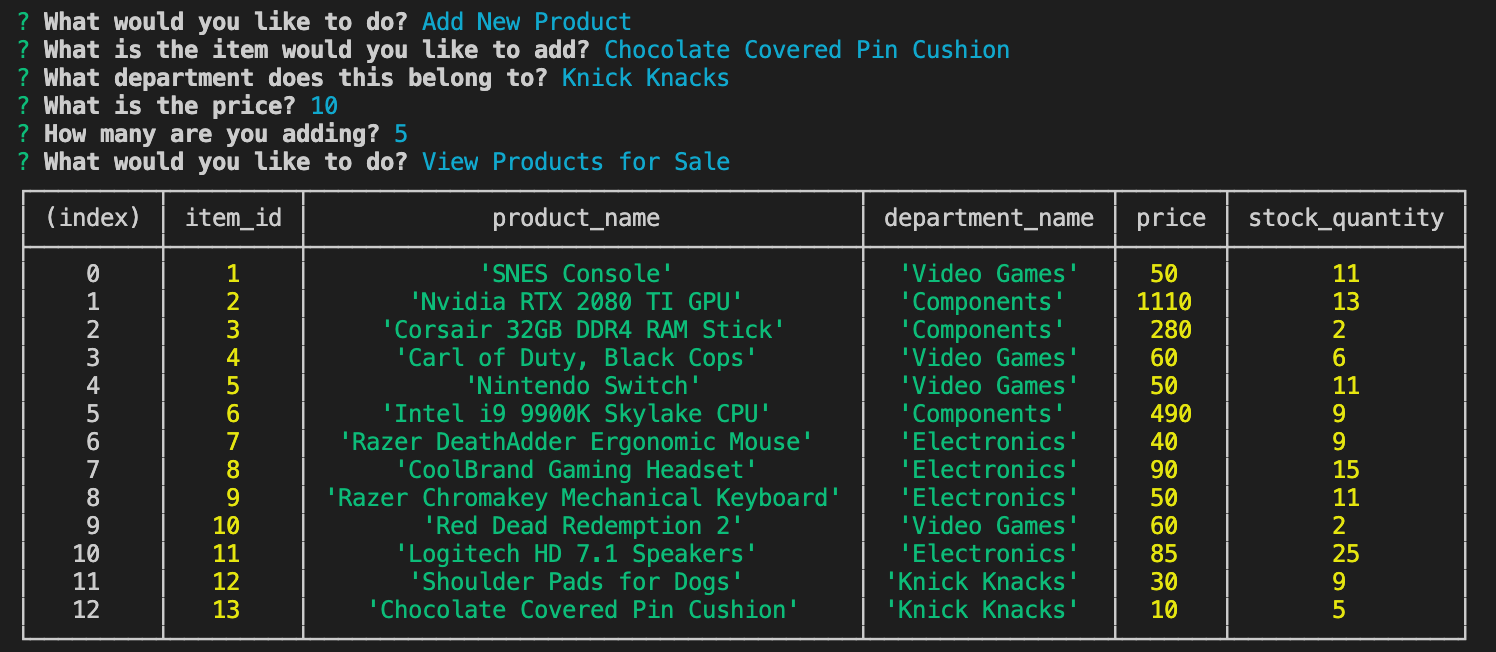 ? What would you like to do? Add New Product
? What is the item would you like to add? Chocolate Covered Pin Cushion
? What department does this belong to? Knick Knacks
? What is the price? 10
? How many are you adding? 5
? What would you like to do? View Products for Sale
(index) item_id product_name department_name price stock_quantity
0 1 'SNES Console' 'Video Games' 50 11
1 2 'Nvidia RTX 2080 TI GPU' 'Components' 1110 13
2 3 'Corsair 32GB DDR4 RAM Stick' 'Components' 280 2
3 4 'Carl of Duty, Black Cops' 'Video Games' 60 6
4 5 'Nintendo Switch' 'Video Games' 50 11
5 6 'Intel i9 9900K Skylake CPU' 'Components' 490 9
6 7 'Razer DeathAdder Ergonomic Mouse' 'Electronics' 40 9
7 8 'CoolBrand Gaming Headset' 'Electronics' 90 15
8 9 'Razer Chromakey Mechanical Keyboard' 'Electronics' 50 11
9 10 'Red Dead Redemption 2' 'Video Games' 60 2
10 11 'Logitech HD 7.1 Speakers' 'Electronics' 85 25
11 12 'Shoulder Pads for Dogs' 'Knick Knacks' 30 9
12 13 'Chocolate Covered Pin Cushion' 'Knick Knacks' 10 5